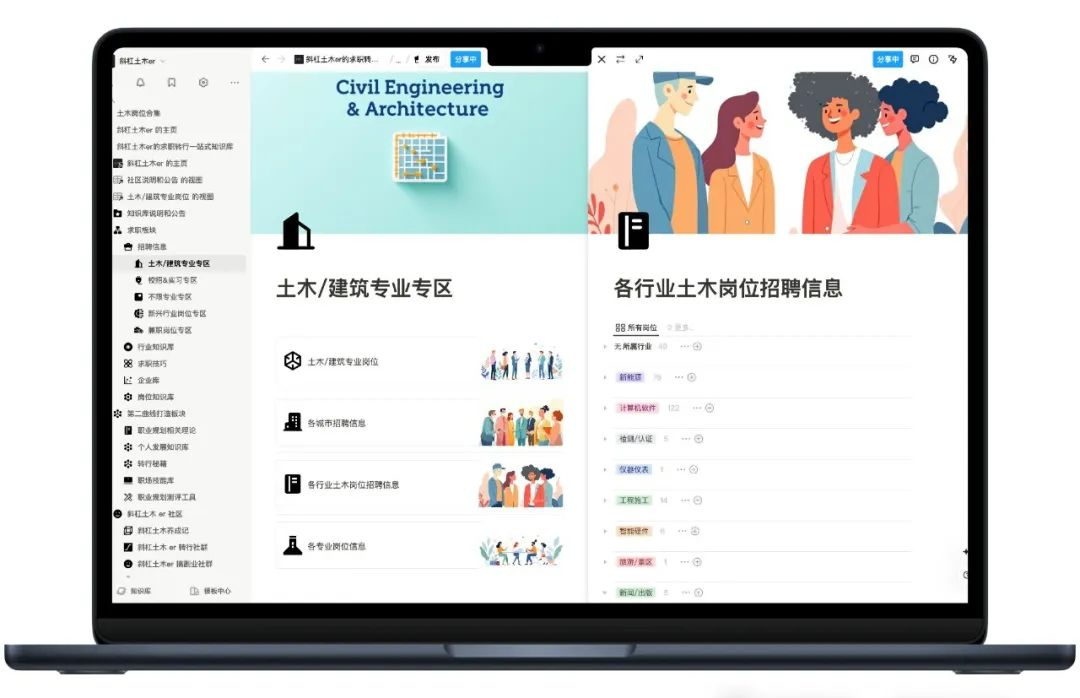 斜杠土木er
土木岗位合集
斜杠土木er 的主页
斜杠土木er的求职转行一站式知识库
斜杠土木er 的主页
社区说明和公告 的视图
土木/建筑专业岗位 的视图
知识库说明和公告
求职板块
招聘信息
土木/建筑专业专区
校招&实习专区
不限专业专区
新兴行业岗位专区
兼职岗位专区
行业知识库
求职技巧
企业库
岗位知识库
第二曲线打造板块
职业规划相关理论
个人发展知识库
转行秘籍
职场技能库
职业规划测评工具
斜杠土木 er 社区
斜杠土木养成记
斜杠土木 er 转行社群
斜杠土木er 搞副业社群
知识库 模板中心
斜杠土木er的求职转... /... / 发布 分享中
Civil Engineering
& Architecture
土木/建筑专业专区
土木/建筑专业岗位
各城市招聘信息
各行业土木岗位招聘信息
各专业岗位信息
分享中
各行业土木岗位招聘信息
所有岗位 更多...
无 所属行业 40
新能源 76
计算机软件 122
检测/认证 5
仪器仪表 1
工程施工 14
智能硬件 6
旅游/景区 1
新闻/出版 5